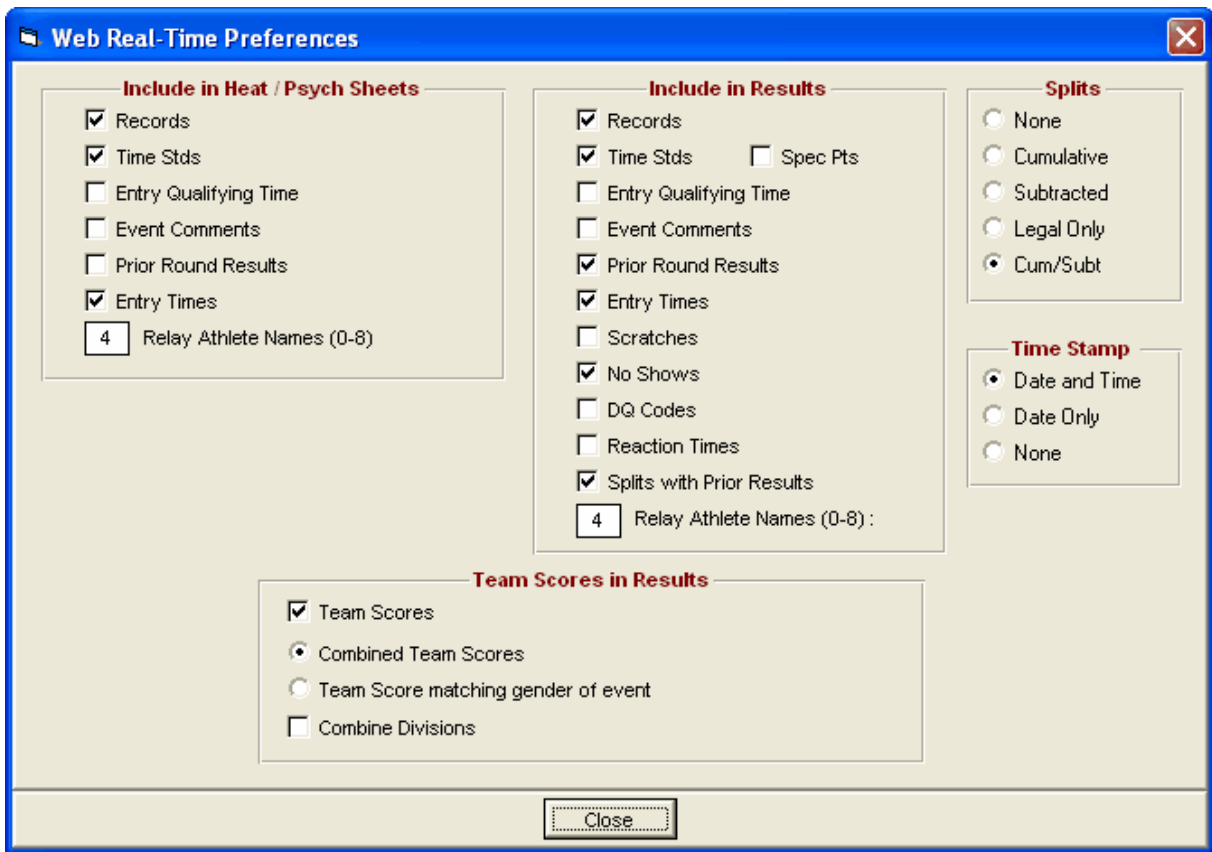 Web Real-Time Preferences
Include in Heat / Psych Sheets
Records
Time Stds
Entry Qualifying Time
Event Comments
Prior Round Results
Entry Times
4 Relay Athlete Names (0-8)
Include in Results
Records
Time Stds Spec Pts
Entry Qualifying Time
Event Comments
Prior Round Results
Entry Times
Scratches
No Shows
DQ Codes
Reaction Times
Splits with Prior Results
4 Relay Athlete Names (0-8) :
Splits
None
Cumulative
Subtracted
Legal Only
Cum/Subt
Time Stamp
Date and Time
Date Only
None
Team Scores in Results
Team Scores
Combined Team Scores
Team Score matching gender of event
Combine Divisions
Close